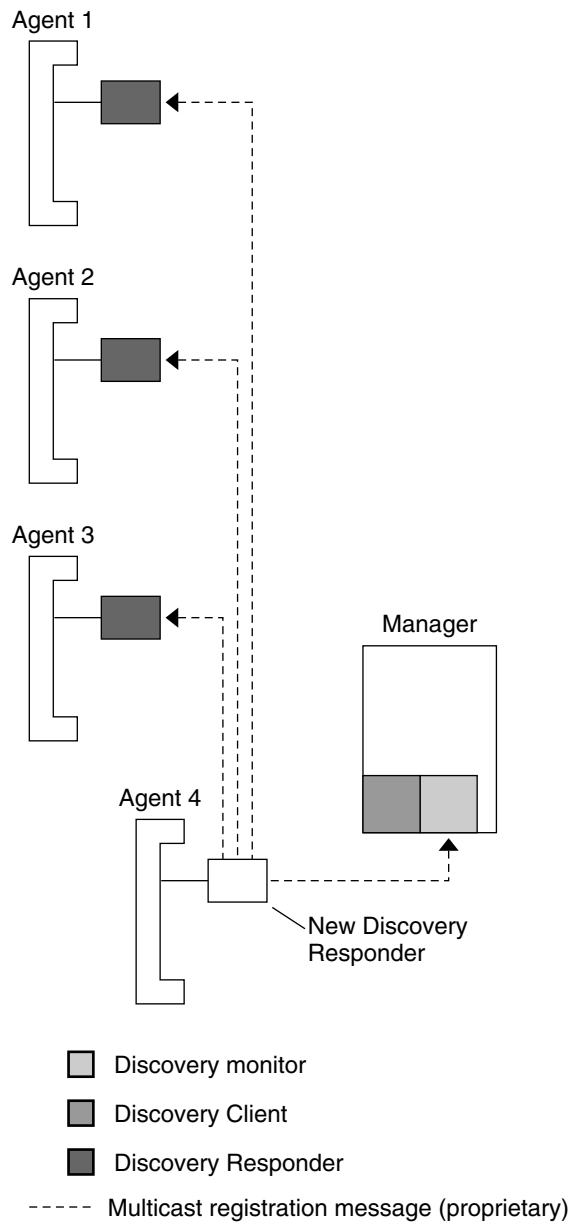 Agent 1
Agent 2
Agent 3
Manager
Agent 4
New Discovery
Responder
Discovery monitor
Discovery Client
Discovery Responder
Multicast registration message (proprietary)